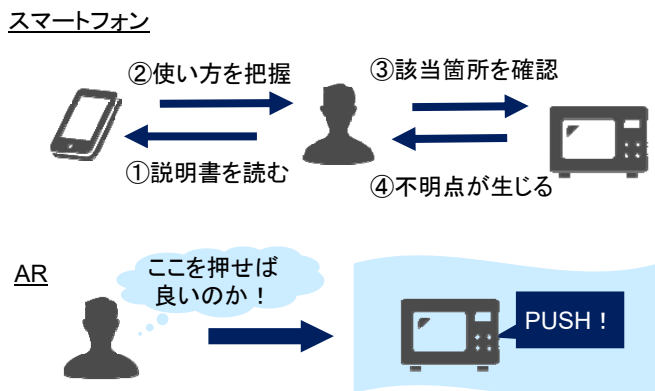 スマートフォン
②使い方を把握
③該当箇所を確認
①説明書を読む
④不明点が生じる
AR
ここを押せば
良いのか！
PUSH！